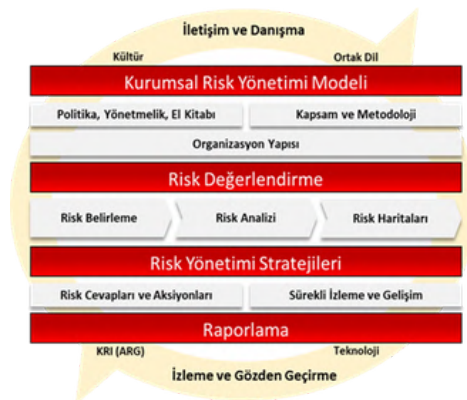 İletişim ve Danışma
Kültür Ortak Dil
Kurumsal Risk Yönetimi Modeli
Politika, Yönetmelik, El Kitabı Kapsam ve Metodoloji
Organizasyon Yapısı
Risk Değerlendirme
Risk Belirleme Risk Analizi Risk Haritaları
Risk Yönetimi Stratejileri
Risk Cevapları ve Aksiyonları Sürekli İzleme ve Gelişim
Raporlama
KRI (ARG) Teknoloji
İzleme ve Gözden Geçirme